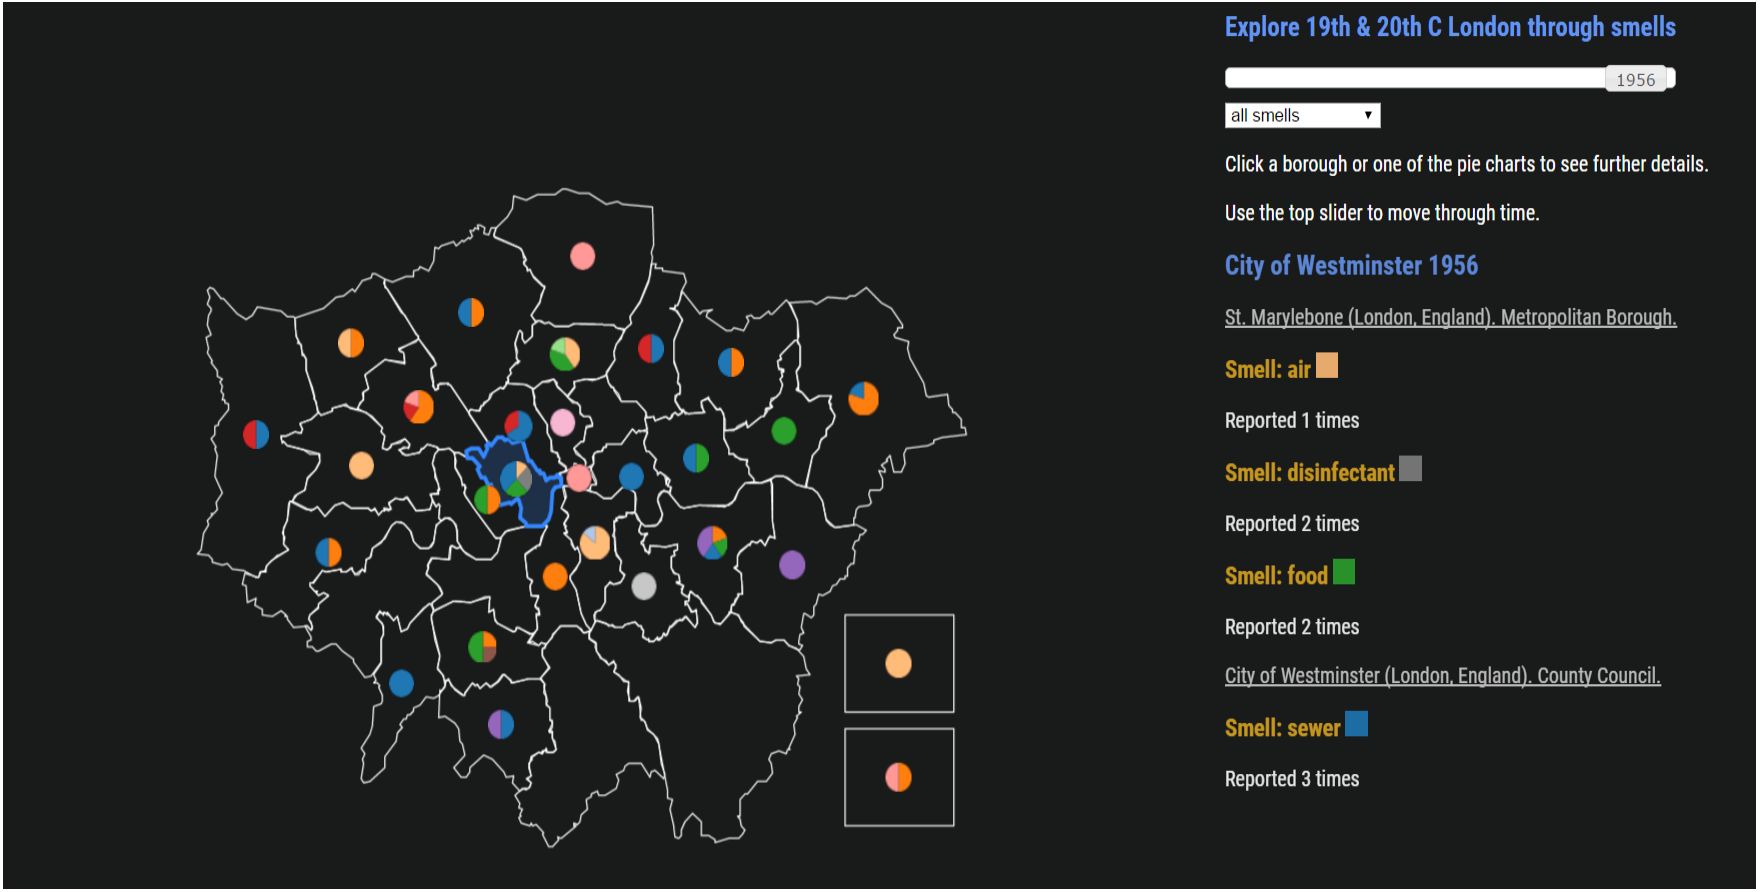 Explore 19th & 20th C London through smells
1956
all smells
Click a borough or one of the pie charts to see further details.
Use the top slider to move through time.
City of Westminster 1956
St. Marylebone (London, England). Metropolitan Borough.
Smell: air
Reported 1 times
Smell: disinfectant
Reported 2 times
Smell: food
Reported 2 times
City of Westminster (London, England). County Council.
Smell: sewer
Reported 3 times